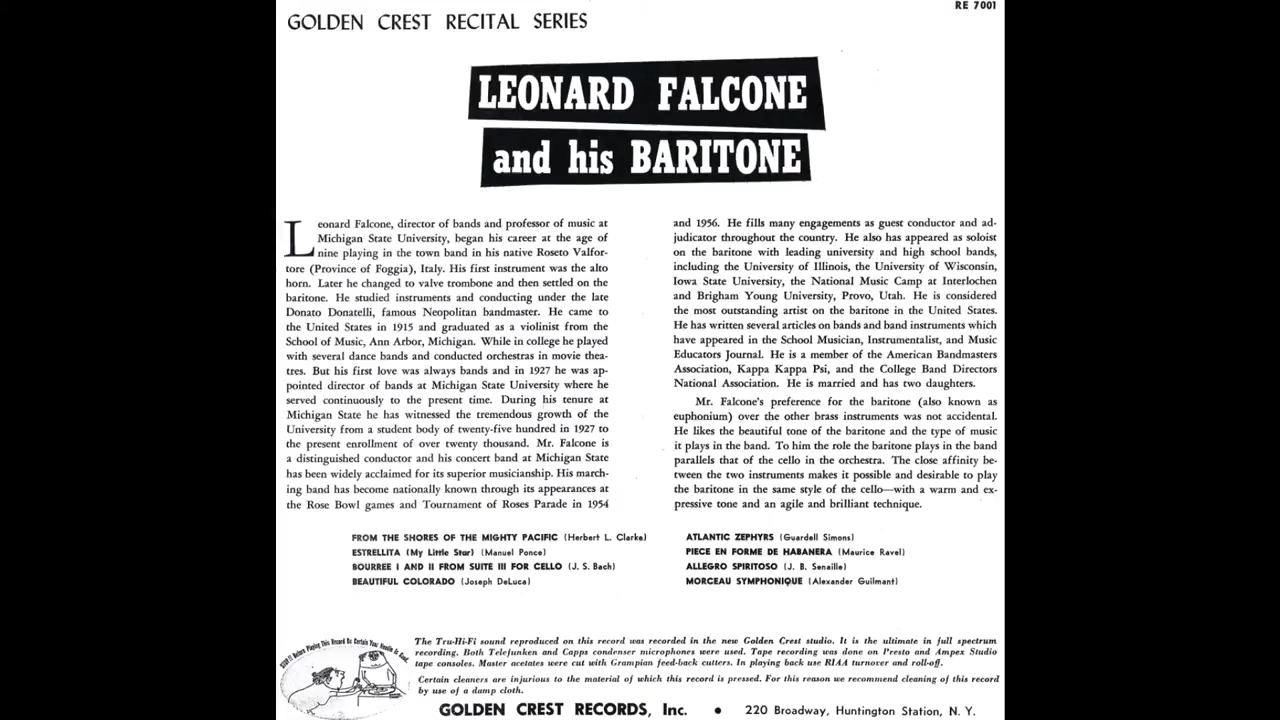 RE 7001
GOLDEN CREST RECITAL SERIES
LEONARD FALCONE
and his BARITONE
Leonard Falcone, director of bands and professor of music at
Michigan State University, began his career at the age of
nine playing in the town band in his native Roseto Valfor-
tore (Province of Foggia), Italy. His first instrument was the alto
horn. Later he changed to valve trombone and then settled on the
baritone. He studied instruments and conducting under the late
Donato Donatelli, famous Neopolitan bandmaster. He came to
the United States in 1915 and graduated as a violinist from the
School of Music, Ann Arbor, Michigan. While in college he played
with several dance bands and conducted orchestras in movie thea-
tres. But his first love was always bands and in 1927 he was ap-
pointed director of bands at Michigan State University where he
served continuously to the present time. During his tenure at
Michigan State he has witnessed the tremendous growth of the
University from a student body of twenty-five hundred in 1927 to
the present enrollment of over twenty thousand. Mr. Falcone is
a distinguished conductor and his concert band at Michigan State
has been widely acclaimed for its superior musicianship. His march-
ing band has become nationally known through its appearances at
the Rose Bowl games and Tournament of Roses Parade in 1954
and 1956. He fills many engagements as guest conductor and ad-
judicator throughout the country. He also has appeared as soloist
on the baritone with leading university and high school bands,
including the University of Illinois, the University of Wisconsin,
Iowa State University, the National Music Camp at Interlochen
and Brigham Young University, Provo, Utah. He is considered
the most outstanding artist on the baritone in the United States.
He has written several articles on bands and band instruments which
have appeared in the School Musician, Instrumentalist, and Music
Educators Journal. He is a member of the American Bandmasters
Association, Kappa Kappa Psi, and the College Band Directors
National Association. He is married and has two daughters.
Mr. Falcone's preference for the baritone (also known as
euphonium) over the other brass instruments was not accidental.
He likes the beautiful tone of the baritone and the type of music
it plays in the band. To him the role the baritone plays in the band
parallels that of the cello in the orchestra. The close affinity be-
tween the two instruments makes it possible and desirable to play
the baritone in the same style of the cello—with a warm and ex-
pressive tone and an agile and brilliant technique.
FROM THE SHORES OF THE MIGHTY PACIFIC (Herbert L. Clarke)
ESTRELLITA (My Little Star) (Manuel Ponce)
BOURREE I AND II FROM SUITE III FOR CELLO (J. S. Bach)
BEAUTIFUL COLORADO (Joseph DeLuca)
ATLANTIC ZEPHYRS (Guardell Simons)
PIECE EN FORME DE HABANERA (Maurice Ravel)
ALLEGRO SPIRITOSO (J. B. Senaille)
MORCEAU SYMPHONIQUE (Alexander Guilmant)
STOP!! Before Playing This Record Be Certain Your Needle Is Good.
The Tru-Hi-Fi sound reproduced on this record was recorded in the new Golden Crest studio. It is the ultimate in full spectrum
recording. Both Telefunken and Capps condenser microphones were used. Tape recording was done on Presto and Ampex Studio
tape consoles. Master acetates were cut with Grampian feed-back cutters. In playing back use RIAA turnover and roll-off.
Certain cleaners are injurious to the material of which this record is pressed. For this reason we recommend cleaning of this record
by use of a damp cloth.
GOLDEN CREST RECORDS, Inc. • 220 Broadway, Huntington Station, N. Y.